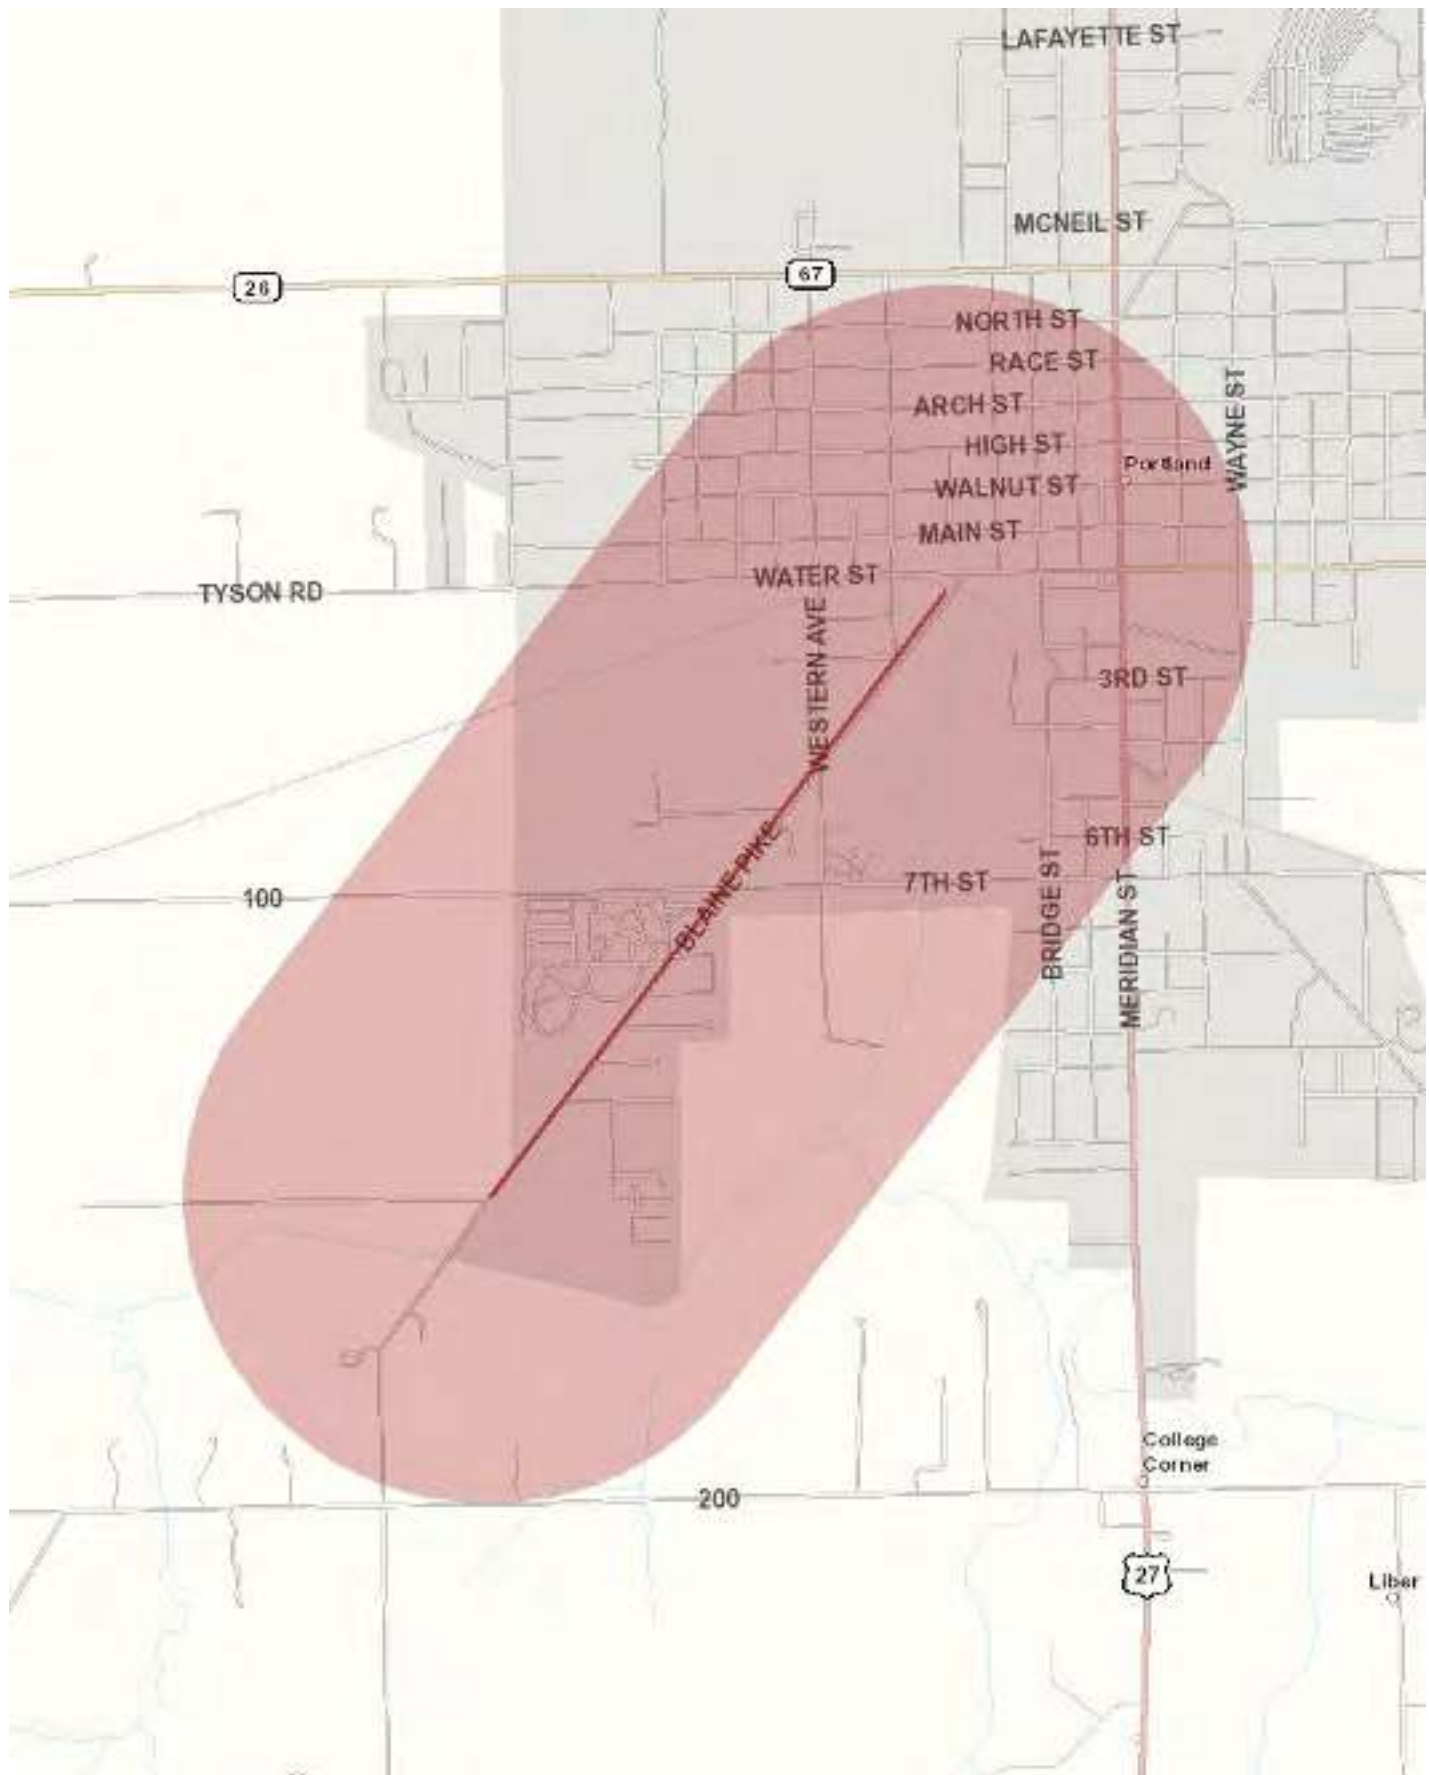 LAFAYETTE ST
MCNEIL ST
67
26
NORTH ST
RACE ST
ARCH ST
WAYNE ST
HIGH ST
Portland
WALNUT ST
MAIN ST
WATER ST
TYSON RD
WESTERN AVE
3RD ST
6TH ST
BLAINE PIKE
7TH ST
100
BRIDGE ST
MERIDIAN ST
College
Corner
200
27
Liber